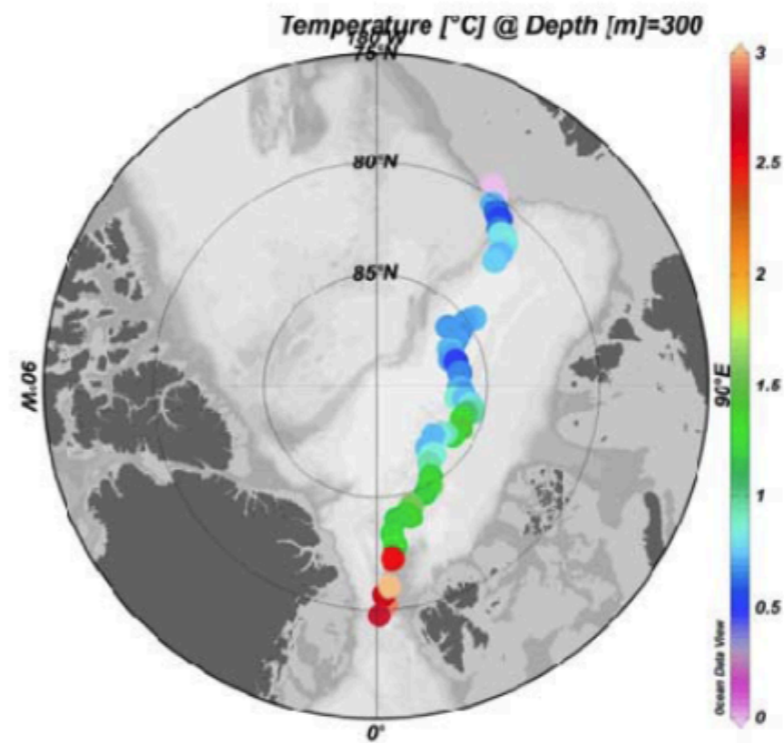 Temperature [°C] @ Depth [m]=300
180°W
75°N
80°N
85°N
90°W
90°E
0°
3
2.5
2
1.5
1
0.5
0
Ocean Data View